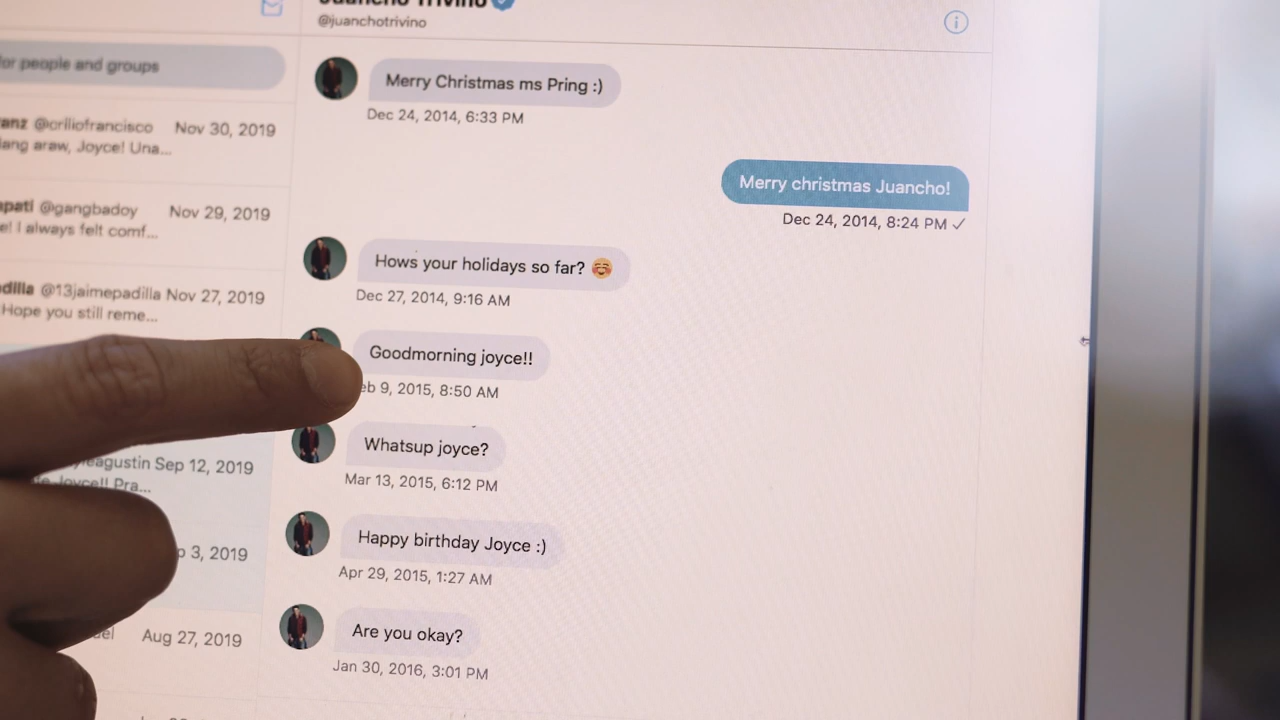 Juancho Trivino
@juanchotrivino
for people and groups
anz @criliofrancisco Nov 30, 2019
ang araw, Joyce! Una...
pati @gangbadoy Nov 29, 2019
e! I always felt comf...
dilla @13jaimepadilla Nov 27, 2019
Hope you still reme...
eagustin Sep 12, 2019
Joyce!! Pra...
p 3, 2019
el Aug 27, 2019
Merry Christmas ms Pring :)
Dec 24, 2014, 6:33 PM
Merry christmas Juancho!
Dec 24, 2014, 8:24 PM ✓
Hows your holidays so far? ☺️
Dec 27, 2014, 9:16 AM
Goodmorning joyce!!
eb 9, 2015, 8:50 AM
Whatsup joyce?
Mar 13, 2015, 6:12 PM
Happy birthday Joyce :)
Apr 29, 2015, 1:27 AM
Are you okay?
Jan 30, 2016, 3:01 PM